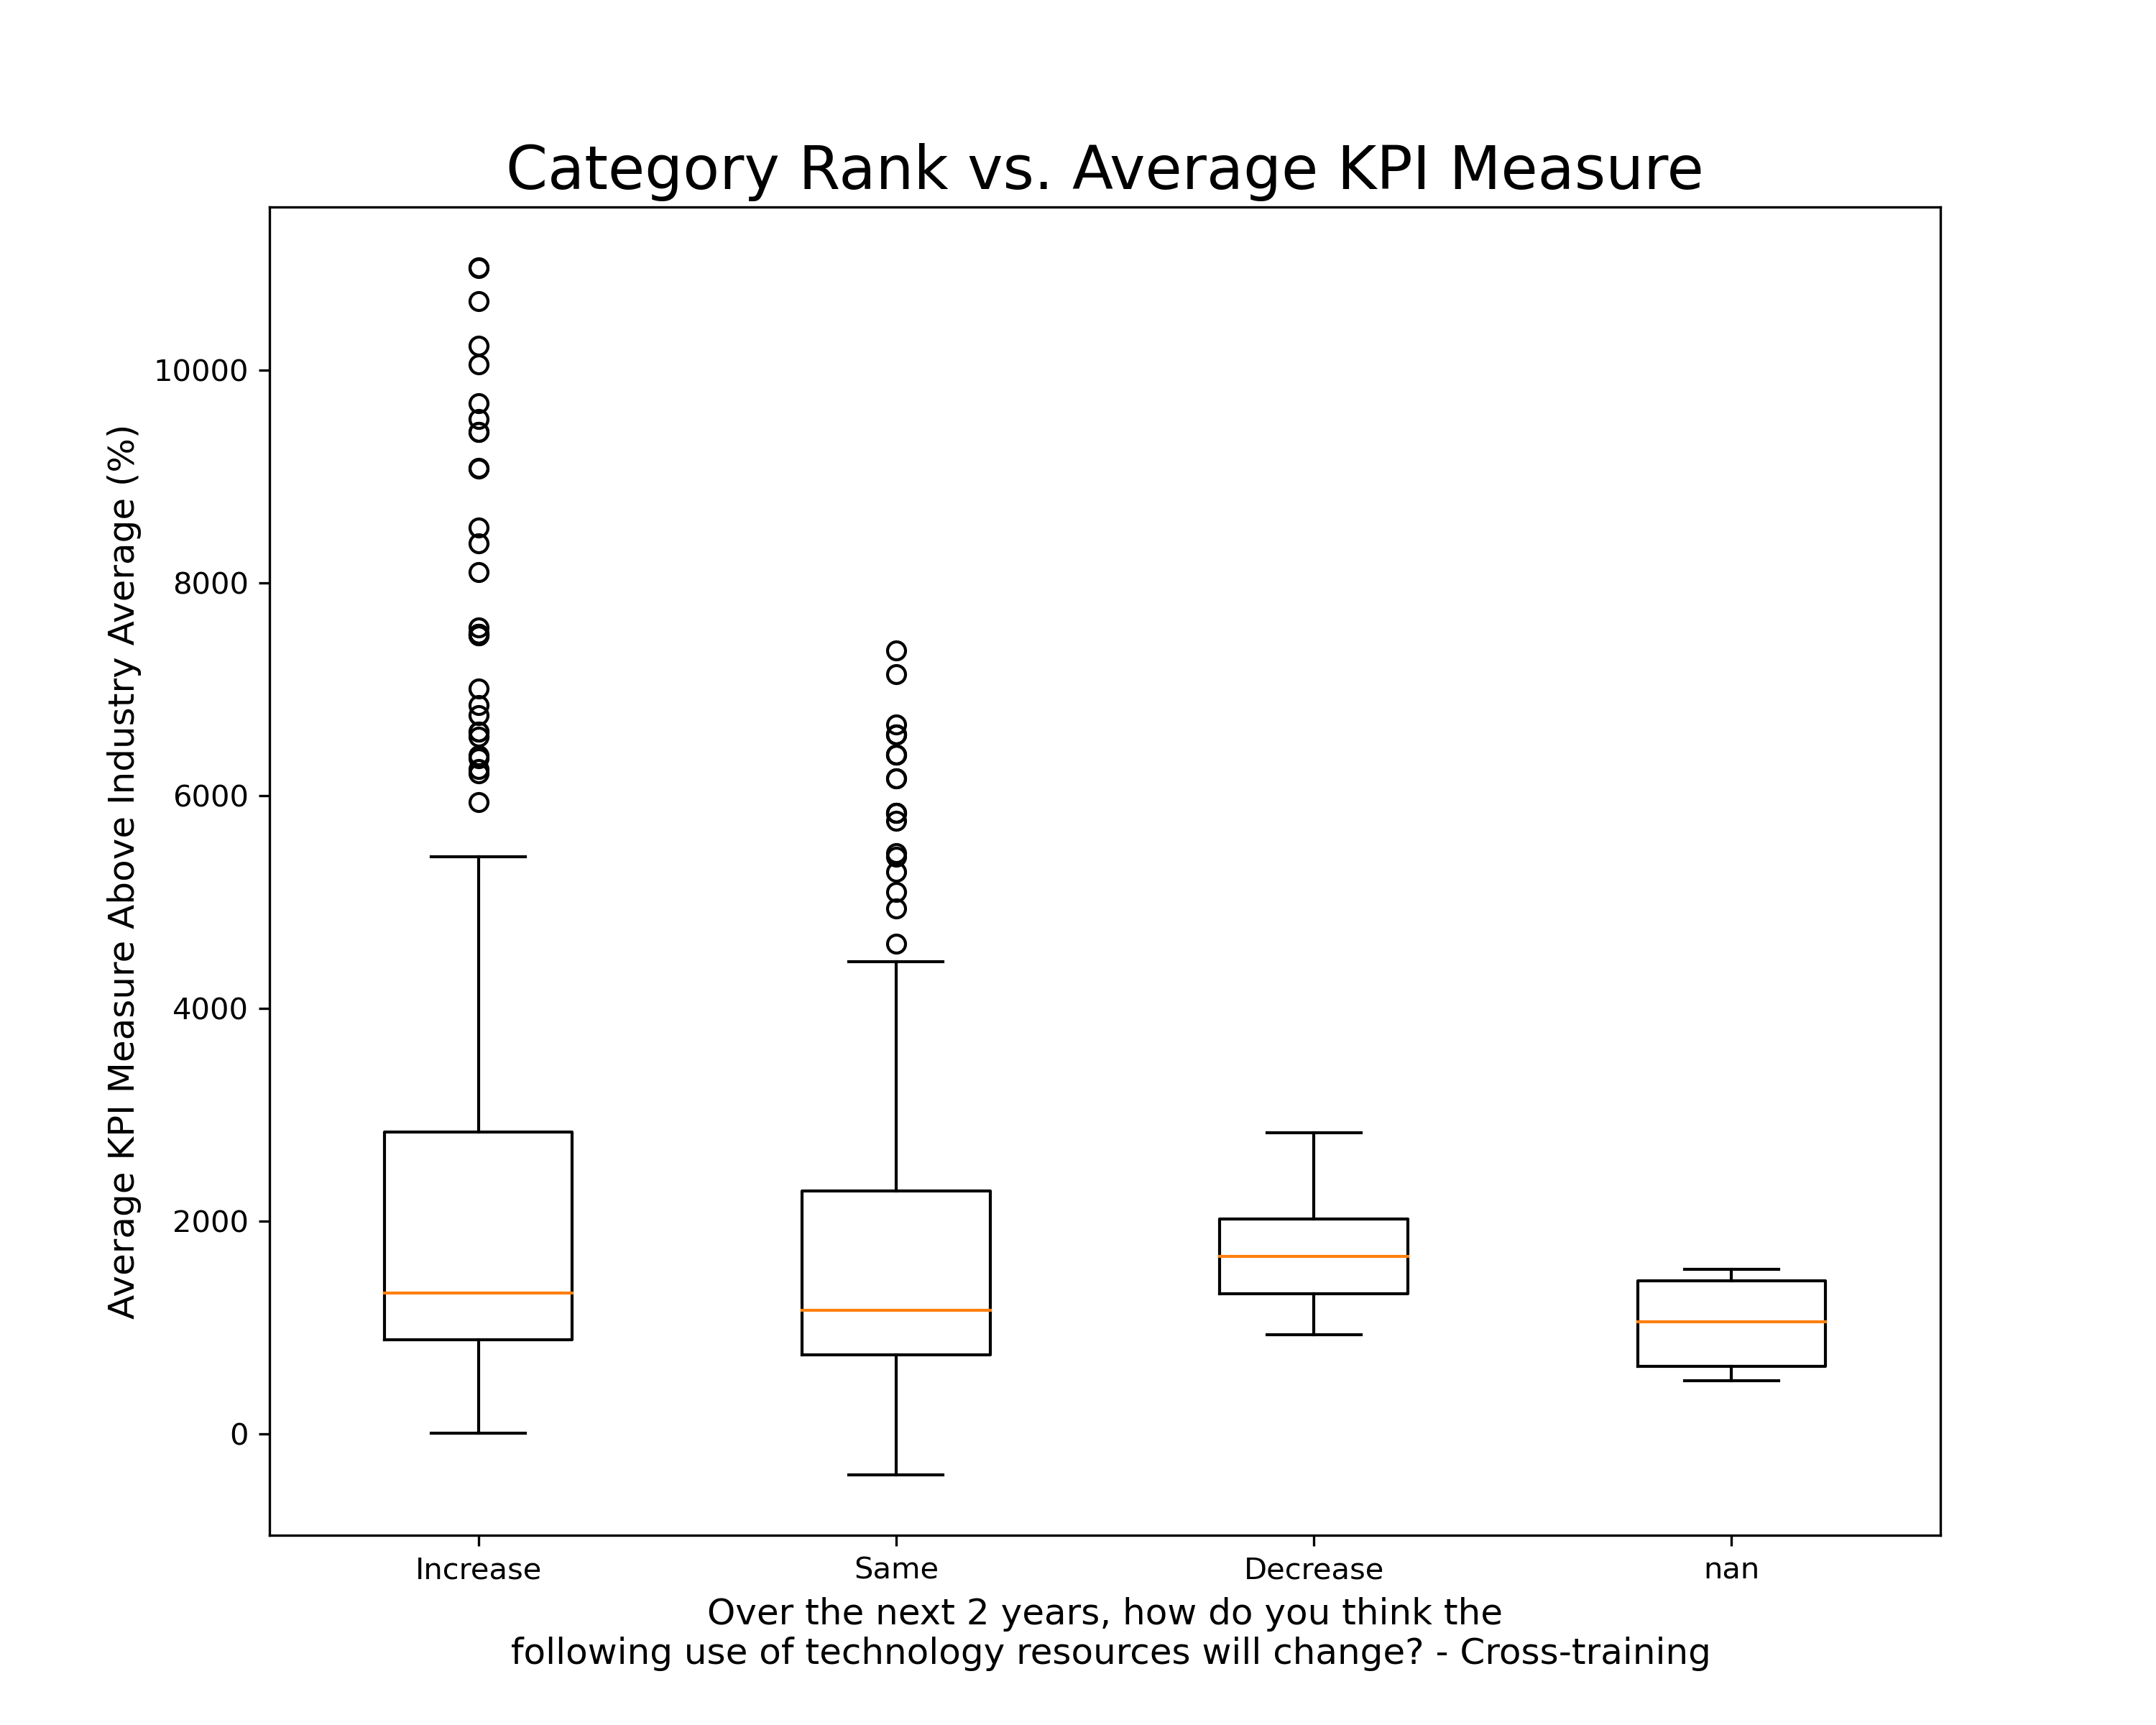 Category Rank vs. Average KPI Measure
Average KPI Measure Above Industry Average (%)
10000
8000
6000
4000
2000
0
Increase Same Decrease nan
Over the next 2 years, how do you think the
following use of technology resources will change? - Cross-training